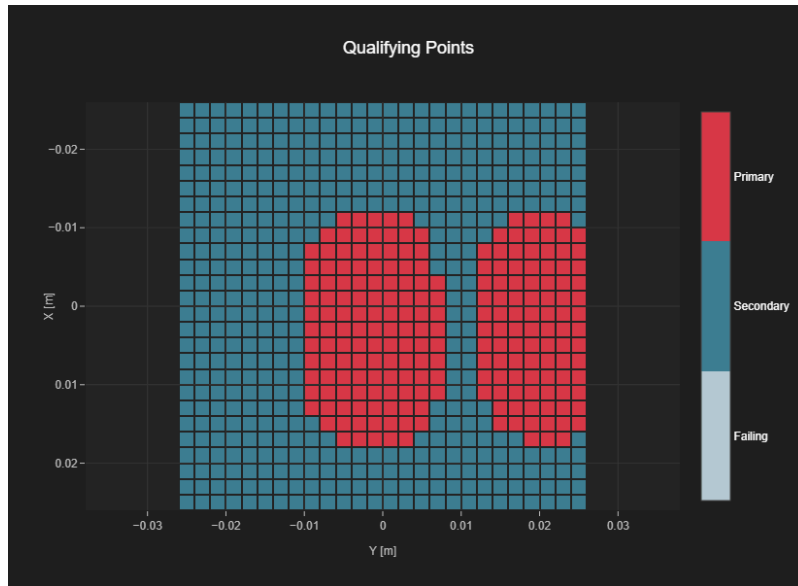 Qualifying Points
−0.02
−0.01
0
0.01
0.02
X [m]
−0.03
−0.02
−0.01
0
0.01
0.02
0.03
Y [m]
Primary
Secondary
Failing